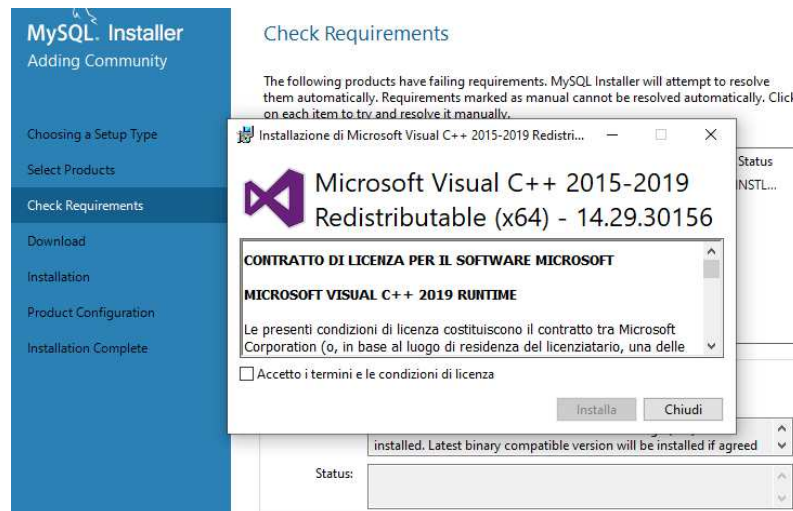 MySQL. Installer
Adding Community
Choosing a Setup Type
Select Products
Check Requirements
Download
Installation
Product Configuration
Installation Complete
Check Requirements
The following products have failing requirements. MySQL Installer will attempt to resolve
them automatically. Requirements marked as manual cannot be resolved automatically. Click
on each item to try and resolve it manually.
Status
INSTL...
Installazione di Microsoft Visual C++ 2015-2019 Redistri...
Microsoft Visual C++ 2015-2019
Redistributable (x64) - 14.29.30156
CONTRATTO DI LICENZA PER IL SOFTWARE MICROSOFT
MICROSOFT VISUAL C++ 2019 RUNTIME
Le presenti condizioni di licenza costituiscono il contratto tra Microsoft
Corporation (o, in base al luogo di residenza del licenziatario, una delle
Accetto i termini e le condizioni di licenza
Installa
Chiudi
installed. Latest binary compatible version will be installed if agreed
Status: